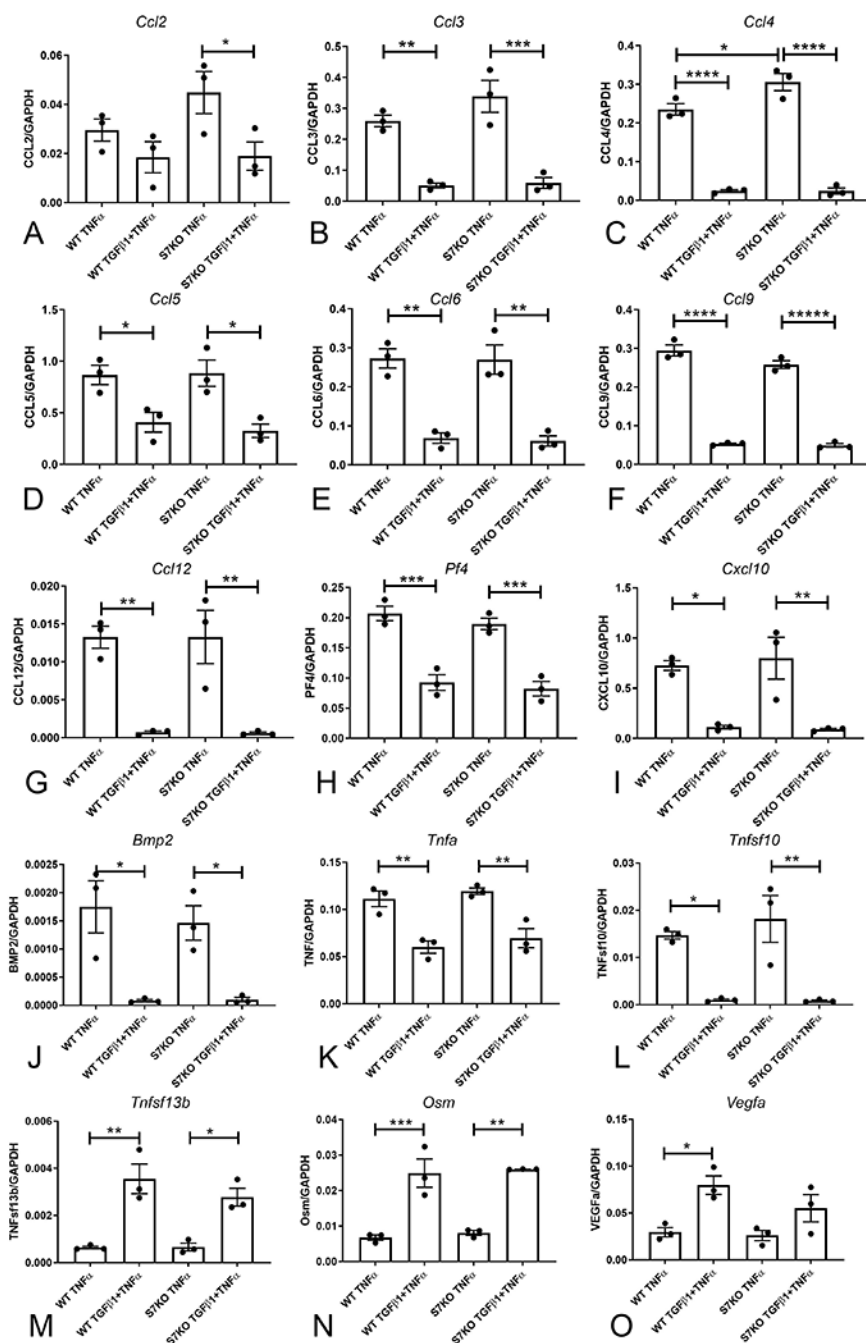 Ccl2
*
CCL2/GAPDH
0.06
0.04
0.02
0.00
WT TNFα
WT TGFβ1+TNFα
S7KO TNFα
S7KO TGFβ1+TNFα
A
Ccl3
**
***
CCL3/GAPDH
0.5
0.4
0.3
0.2
0.1
0.0
WT TNFα
WT TGFβ1+TNFα
S7KO TNFα
S7KO TGFβ1+TNFα
B
Ccl4
*
****
****
CCL4/GAPDH
0.4
0.3
0.2
0.1
0.0
WT TNFα
WT TGFβ1+TNFα
S7KO TNFα
S7KO TGFβ1+TNFα
C
Ccl5
*
*
CCL5/GAPDH
1.5
1.0
0.5
0.0
WT TNFα
WT TGFβ1+TNFα
S7KO TNFα
S7KO TGFβ1+TNFα
D
Ccl6
**
**
CCL6/GAPDH
0.4
0.3
0.2
0.1
0.0
WT TNFα
WT TGFβ1+TNFα
S7KO TNFα
S7KO TGFβ1+TNFα
E
Ccl9
****
*****
CCL9/GAPDH
0.4
0.3
0.2
0.1
0.0
WT TNFα
WT TGFβ1+TNFα
S7KO TNFα
S7KO TGFβ1+TNFα
F
Ccl12
**
**
CCL12/GAPDH
0.020
0.015
0.010
0.005
0.000
WT TNFα
WT TGFβ1+TNFα
S7KO TNFα
S7KO TGFβ1+TNFα
G
Pf4
***
***
PF4/GAPDH
0.25
0.20
0.15
0.10
0.05
0.00
WT TNFα
WT TGFβ1+TNFα
S7KO TNFα
S7KO TGFβ1+TNFα
H
Cxcl10
*
**
CXCL10/GAPDH
1.5
1.0
0.5
0.0
WT TNFα
WT TGFβ1+TNFα
S7KO TNFα
S7KO TGFβ1+TNFα
I
Bmp2
*
*
BMP2/GAPDH
0.0025
0.0020
0.0015
0.0010
0.0005
0.0000
WT TNFα
WT TGFβ1+TNFα
S7KO TNFα
S7KO TGFβ1+TNFα
J
Tnfa
**
**
TNF/GAPDH
0.15
0.10
0.05
0.00
WT TNFα
WT TGFβ1+TNFα
S7KO TNFα
S7KO TGFβ1+TNFα
K
Tnfsf10
*
**
TNFsf10/GAPDH
0.03
0.02
0.01
0.00
WT TNFα
WT TGFβ1+TNFα
S7KO TNFα
S7KO TGFβ1+TNFα
L
Tnfsf13b
**
*
TNFsf13b/GAPDH
0.006
0.004
0.002
0.000
WT TNFα
WT TGFβ1+TNFα
S7KO TNFα
S7KO TGFβ1+TNFα
M
Osm
***
**
Osm/GAPDH
0.04
0.03
0.02
0.01
0.00
WT TNFα
WT TGFβ1+TNFα
S7KO TNFα
S7KO TGFβ1+TNFα
N
Vegfa
*
VEGFa/GAPDH
0.15
0.10
0.05
0.00
WT TNFα
WT TGFβ1+TNFα
S7KO TNFα
S7KO TGFβ1+TNFα
O